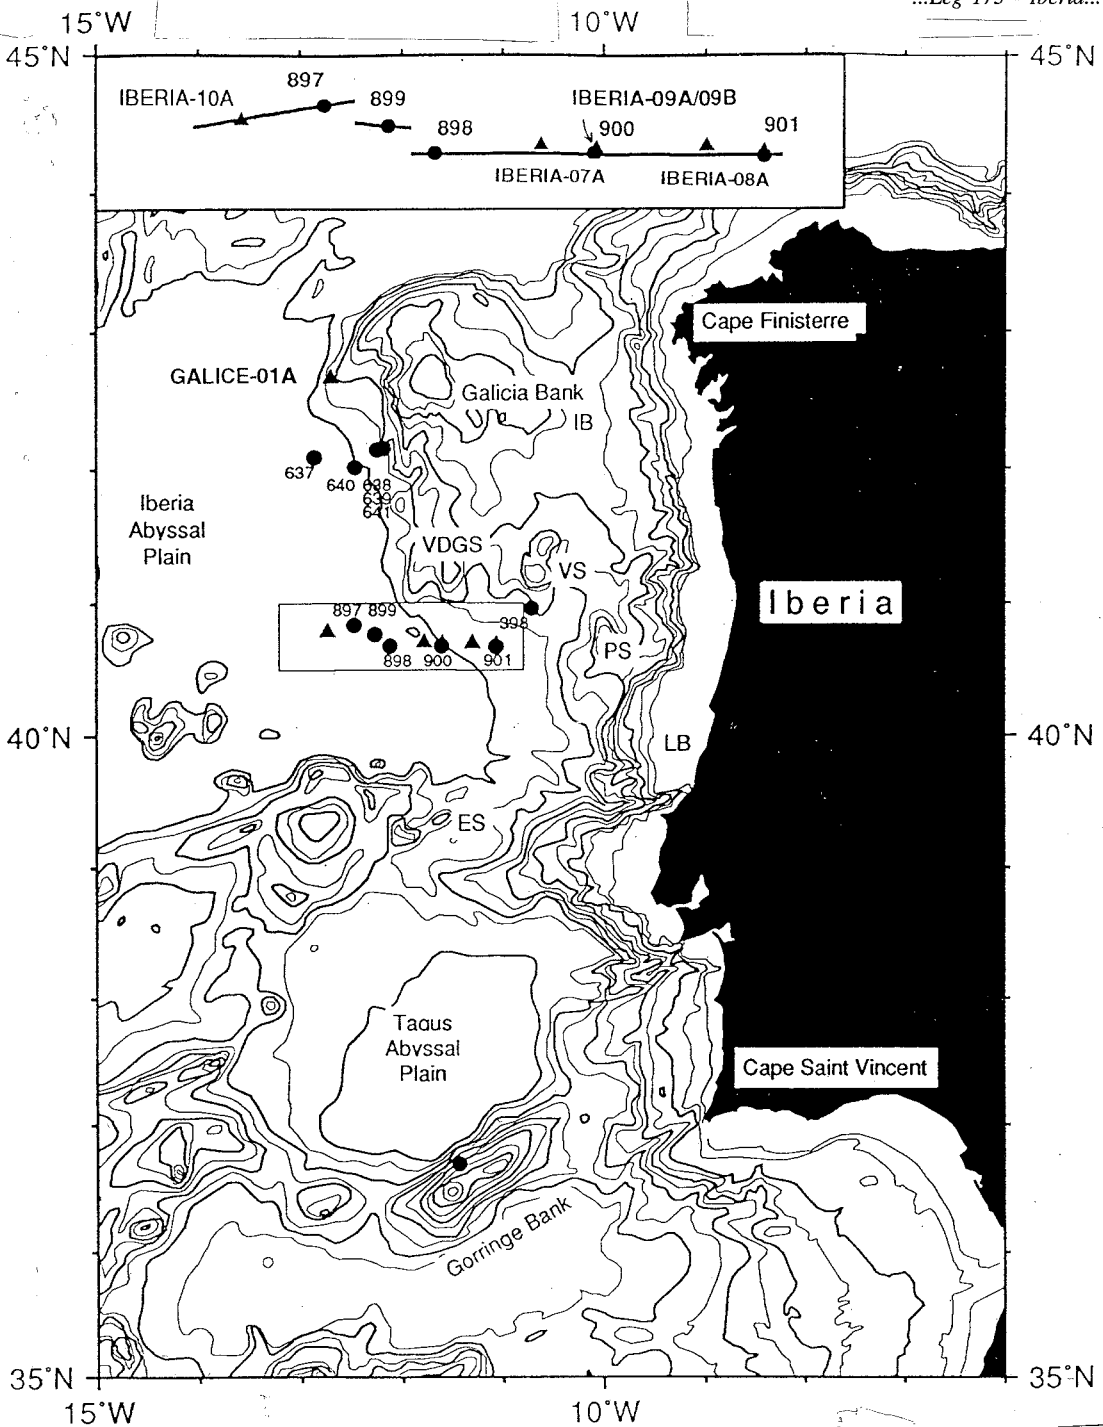 ...Leg 173 - Iberia...
15°W
10°W
45°N
45°N
897
IBERIA-10A
899
IBERIA-09A/09B
898
900
901
IBERIA-07A
IBERIA-08A
Cape Finisterre
GALICE-01A
Galicia Bank
IB
637
640
638
639
641
Iberia
Abyssal
Plain
VDGS
VS
Iberia
897
899
398
898
900
901
PS
40°N
40°N
LB
ES
Tagus
Abyssal
Plain
Cape Saint Vincent
Gorringe Bank
35°N
35°N
15°W
10°W